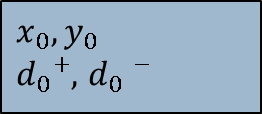 x₀, y₀
d₀⁺, d₀ ⁻